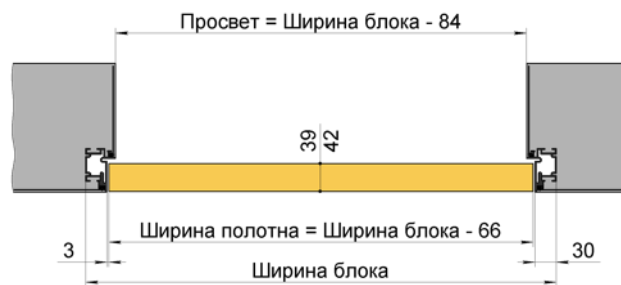 Просвет = Ширина блока - 84
39
42
Ширина полотна = Ширина блока - 66
3
30
Ширина блока